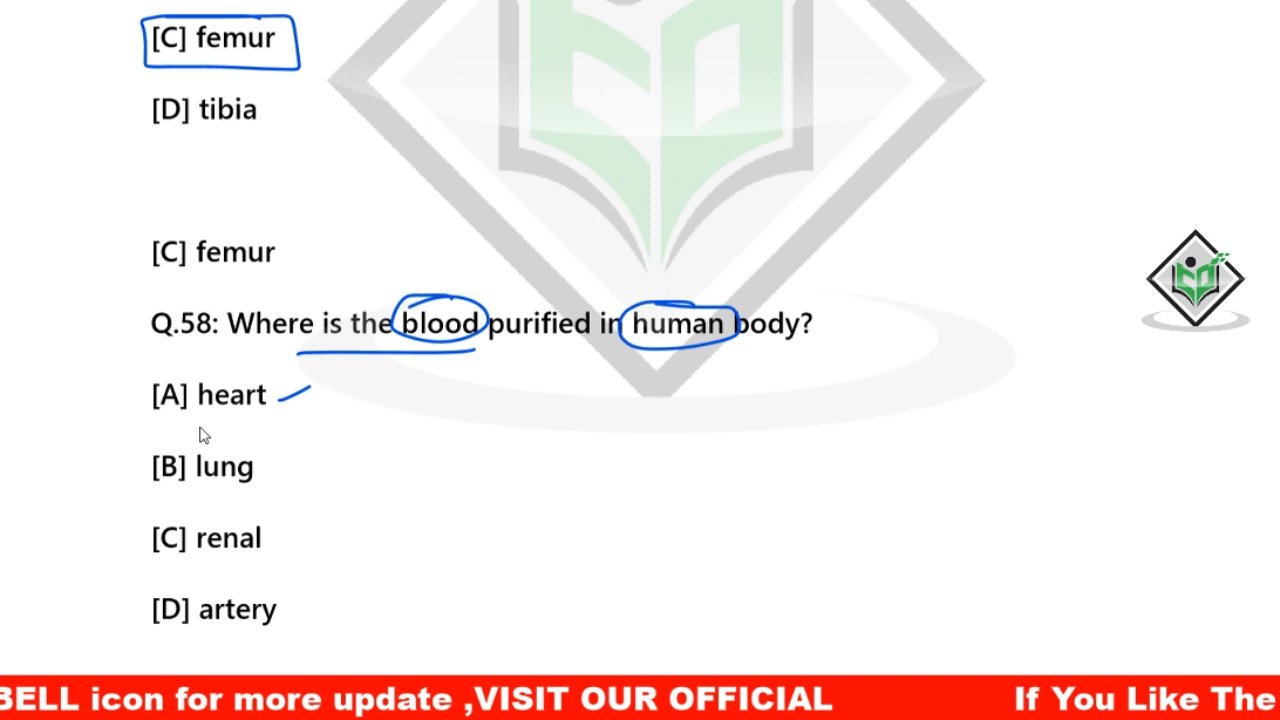 [C] femur
[D] tibia
[C] femur
Q.58: Where is the blood purified in human body?
[A] heart
[B] lung
[C] renal
[D] artery
BELL icon for more update ,VISIT OUR OFFICIAL If You Like The